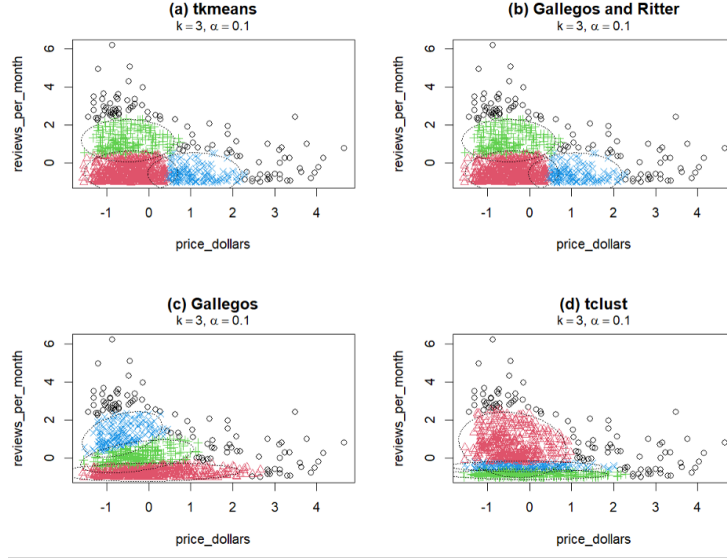 (a) tkmeans
k = 3, α = 0.1
reviews_per_month
6
4
2
0
-1 0 1 2 3 4
price_dollars
(b) Gallegos and Ritter
k = 3, α = 0.1
reviews_per_month
6
4
2
0
-1 0 1 2 3 4
price_dollars
(c) Gallegos
k = 3, α = 0.1
reviews_per_month
6
4
2
0
-1 0 1 2 3 4
price_dollars
(d) tclust
k = 3, α = 0.1
reviews_per_month
6
4
2
0
-1 0 1 2 3 4
price_dollars